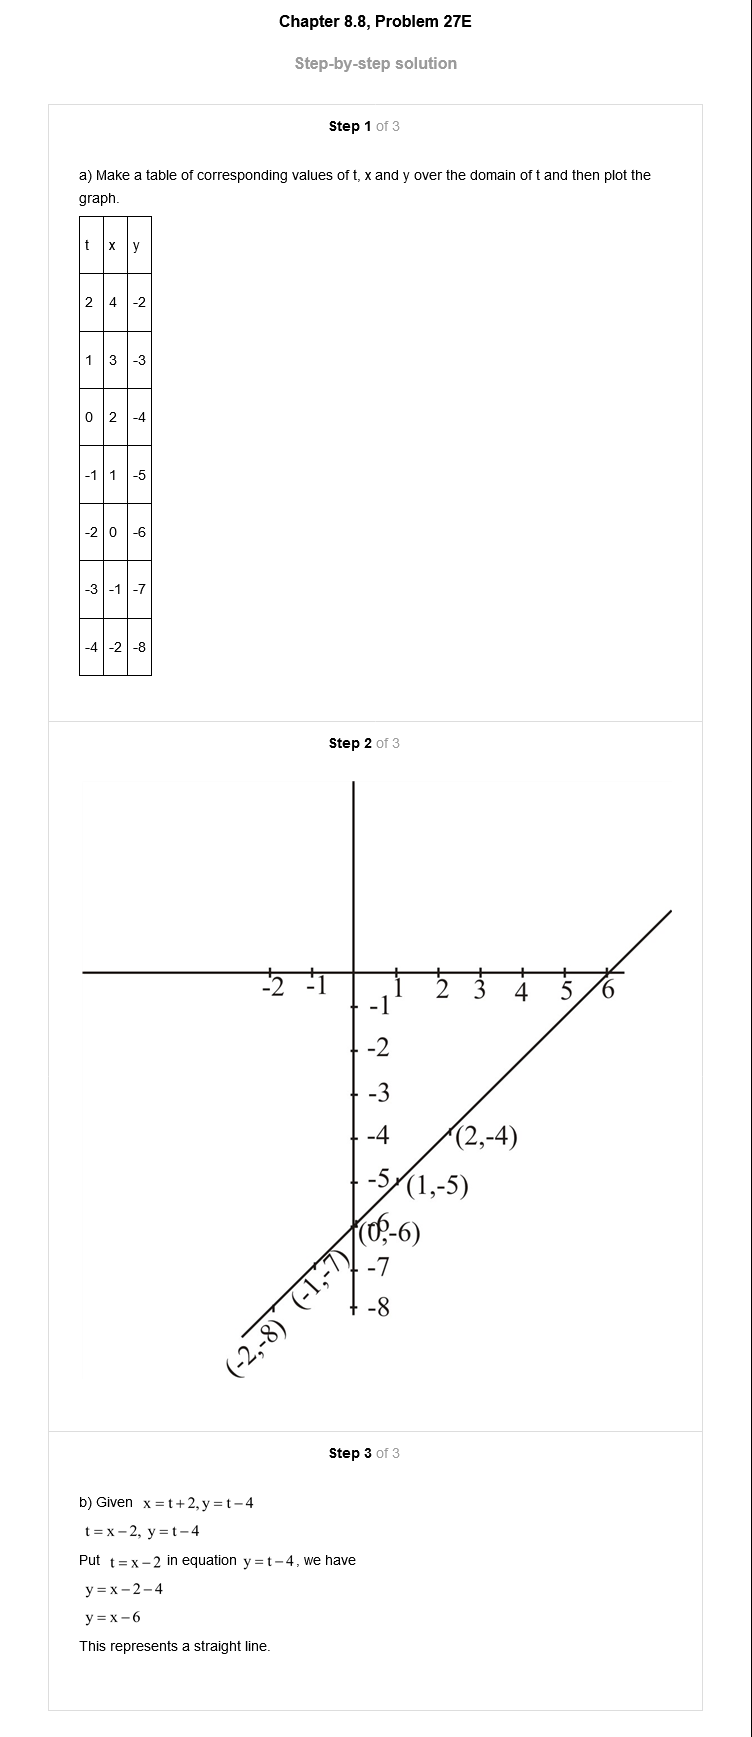 Chapter 8.8, Problem 27E
Step-by-step solution
Step 1 of 3
a) Make a table of corresponding values of t, x and y over the domain of t and then plot the
graph.
t x y
2 4 -2
1 3 -3
0 2 -4
-1 1 -5
-2 0 -6
-3 -1 -7
-4 -2 -8
Step 2 of 3
-2 -1 1 2 3 4 5 6
-1
-2
-3
-4 (2,-4)
-5 (1,-5)
-6
(0,-6)
(-1,-7) -7
-8
(-2,-8)
Step 3 of 3
b) Given x = t + 2, y = t − 4
t = x − 2, y = t − 4
Put t = x − 2 in equation y = t − 4, we have
y = x − 2 − 4
y = x − 6
This represents a straight line.